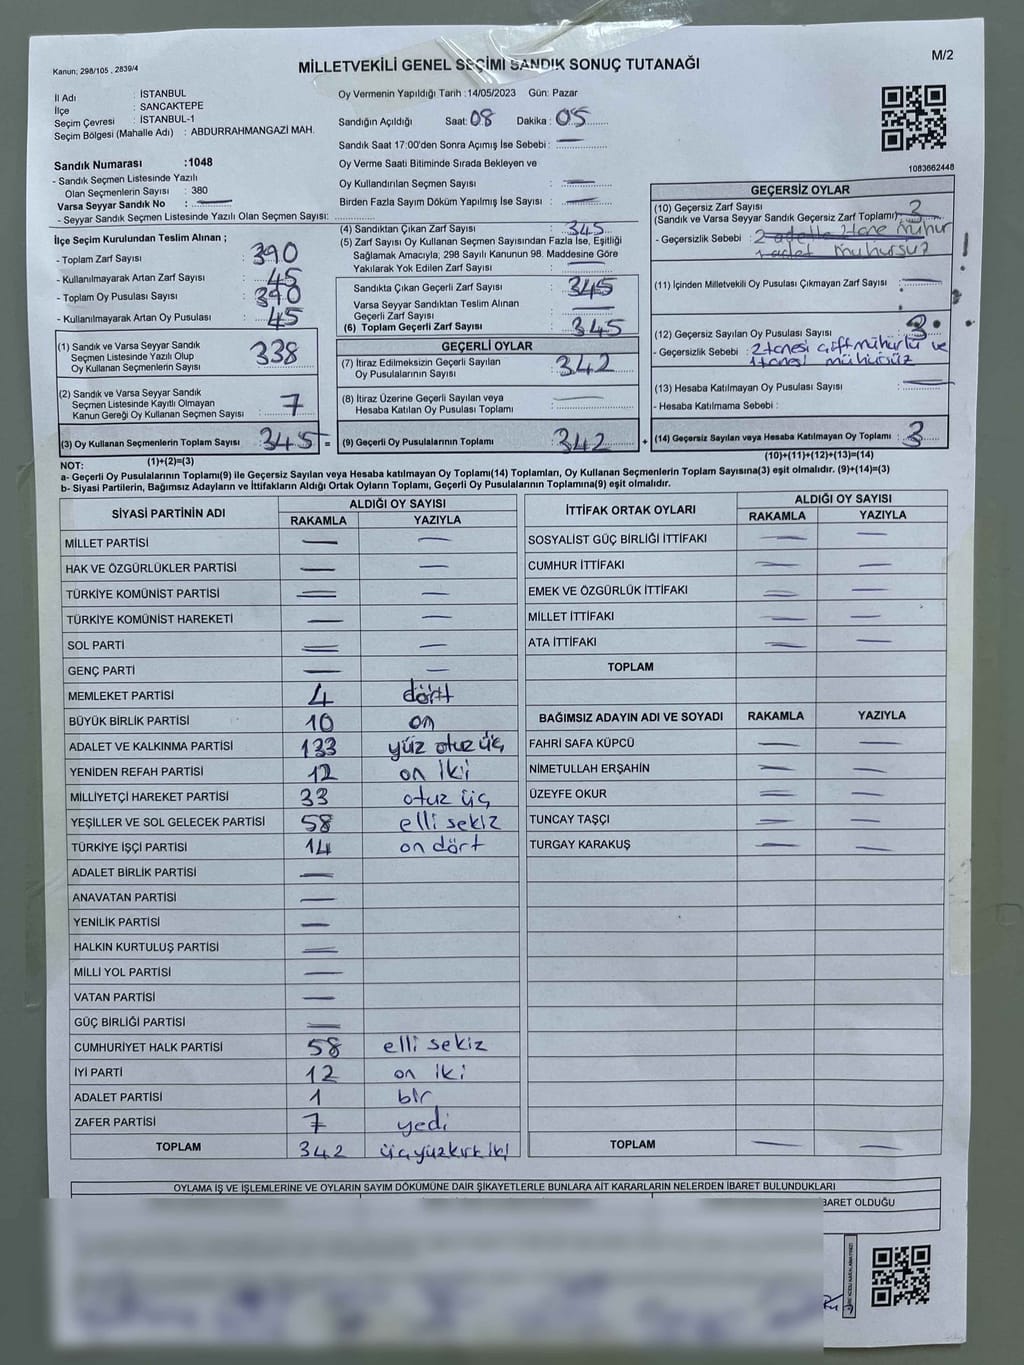 Kanun; 298/105 , 2839/4
MİLLETVEKİLİ GENEL SEÇİMİ SANDIK SONUÇ TUTANAĞI
M/2
İl Adı : İSTANBUL
İlçe : SANCAKTEPE
Seçim Çevresi : İSTANBUL-1
Seçim Bölgesi (Mahalle Adı) : ABDURRAHMANGAZİ MAH.
Sandık Numarası :1048
- Sandık Seçmen Listesinde Yazılı
Olan Seçmenlerin Sayısı : 380
Varsa Seyyar Sandık No :
- Seyyar Sandık Seçmen Listesinde Yazılı Olan Seçmen Sayısı:
Oy Vermenin Yapıldığı Tarih :14/05/2023 Gün: Pazar
Sandığın Açıldığı Saat: 08 Dakika : 05
Sandık Saat 17:00'den Sonra Açımış İse Sebebi :
Oy Verme Saati Bitiminde Sırada Bekleyen ve
Oy Kullandırılan Seçmen Sayısı :
Birden Fazla Sayım Döküm Yapılmış İse Sayısı :
1083662448
İlçe Seçim Kurulundan Teslim Alınan ;
- Toplam Zarf Sayısı : 390
- Kullanılmayarak Artan Zarf Sayısı : 45
- Toplam Oy Pusulası Sayısı : 390
- Kullanılmayarak Artan Oy Pusulası : 45
(1) Sandık ve Varsa Seyyar Sandık
Seçmen Listesinde Yazılı Olup
Oy Kullanan Seçmenlerin Sayısı : 338
(2) Sandık ve Varsa Seyyar Sandık
Seçmen Listesinde Kayıtlı Olmayan
Kanun Gereği Oy Kullanan Seçmen Sayısı : 7
(3) Oy Kullanan Seçmenlerin Toplam Sayısı : 345 =
(1)+(2)=(3)
(4) Sandıktan Çıkan Zarf Sayısı : 345
(5) Zarf Sayısı Oy Kullanan Seçmen Sayısından Fazla İse, Eşitliği
Sağlamak Amacıyla, 298 Sayılı Kanunun 98. Maddesine Göre
Yakılarak Yok Edilen Zarf Sayısı :
Sandıkta Çıkan Geçerli Zarf Sayısı : 345
Varsa Seyyar Sandıktan Teslim Alınan
Geçerli Zarf Sayısı :
(6) Toplam Geçerli Zarf Sayısı : 345
GEÇERLİ OYLAR
(7) İtiraz Edilmeksizin Geçerli Sayılan
Oy Pusulalarının Sayısı : 342
(8) İtiraz Üzerine Geçerli Sayılan veya
Hesaba Katılan Oy Pusulası Toplamı :
(9) Geçerli Oy Pusulalarının Toplamı : 342 +
GEÇERSİZ OYLAR
(10) Geçersiz Zarf Sayısı
(Sandık ve Varsa Seyyar Sandık Geçersiz Zarf Toplamı): 3
- Geçersizlik Sebebi : 2 adette 2 tane mühür
1 adet mühürsüz
(11) İçinden Milletvekili Oy Pusulası Çıkmayan Zarf Sayısı :
(12) Geçersiz Sayılan Oy Pusulası Sayısı : 3
- Geçersizlik Sebebi : 2 tanesi çift mühürlü ve
1 tanesi mühürsüz
(13) Hesaba Katılmayan Oy Pusulası Sayısı :
- Hesaba Katılmama Sebebi :
(14) Geçersiz Sayılan veya Hesaba Katılmayan Oy Toplamı : 3
(10)+(11)+(12)+(13)=(14)
NOT:
a- Geçerli Oy Pusulalarının Toplamı(9) ile Geçersiz Sayılan veya Hesaba katılmayan Oy Toplamı(14) Toplamları, Oy Kullanan Seçmenlerin Toplam Sayısına(3) eşit olmalıdır. (9)+(14)=(3)
b- Siyasi Partilerin, Bağımsız Adayların ve İttifakların Aldığı Ortak Oyların Toplamı, Geçerli Oy Pusulalarının Toplamına(9) eşit olmalıdır.
SİYASİ PARTİNİN ADI ALDIĞI OY SAYISI
RAKAMLA YAZIYLA
MİLLET PARTİSİ
HAK VE ÖZGÜRLÜKLER PARTİSİ
TÜRKİYE KOMÜNİST PARTİSİ
TÜRKİYE KOMÜNİST HAREKETİ
SOL PARTİ
GENÇ PARTİ
MEMLEKET PARTİSİ 4 dört
BÜYÜK BİRLİK PARTİSİ 10 on
ADALET VE KALKINMA PARTİSİ 133 yüz otuz üç
YENİDEN REFAH PARTİSİ 12 on iki
MİLLİYETÇİ HAREKET PARTİSİ 33 otuz üç
YEŞİLLER VE SOL GELECEK PARTİSİ 58 elli sekiz
TÜRKİYE İŞÇİ PARTİSİ 14 on dört
ADALET BİRLİK PARTİSİ
ANAVATAN PARTİSİ
YENİLİK PARTİSİ
HALKIN KURTULUŞ PARTİSİ
MİLLİ YOL PARTİSİ
VATAN PARTİSİ
GÜÇ BİRLİĞİ PARTİSİ
CUMHURİYET HALK PARTİSİ 58 elli sekiz
İYİ PARTİ 12 on iki
ADALET PARTİSİ 1 bir
ZAFER PARTİSİ 7 yedi
TOPLAM 342 üçyüzkırk iki
İTTİFAK ORTAK OYLARI ALDIĞI OY SAYISI
RAKAMLA YAZIYLA
SOSYALİST GÜÇ BİRLİĞİ İTTİFAKI
CUMHUR İTTİFAKI
EMEK VE ÖZGÜRLÜK İTTİFAKI
MİLLET İTTİFAKI
ATA İTTİFAKI
TOPLAM
BAĞIMSIZ ADAYIN ADI VE SOYADI RAKAMLA YAZIYLA
FAHRİ SAFA KÜPCÜ
NİMETULLAH ERŞAHİN
ÜZEYFE OKUR
TUNCAY TAŞÇI
TURGAY KARAKUŞ
TOPLAM
OYLAMA İŞ VE İŞLEMLERİNE VE OYLARIN SAYIM DÖKÜMÜNE DAİR ŞİKAYETLERLE BUNLARA AİT KARARLARIN NELERDEN İBARET BULUNDUKLARI
BARET OLDUĞU